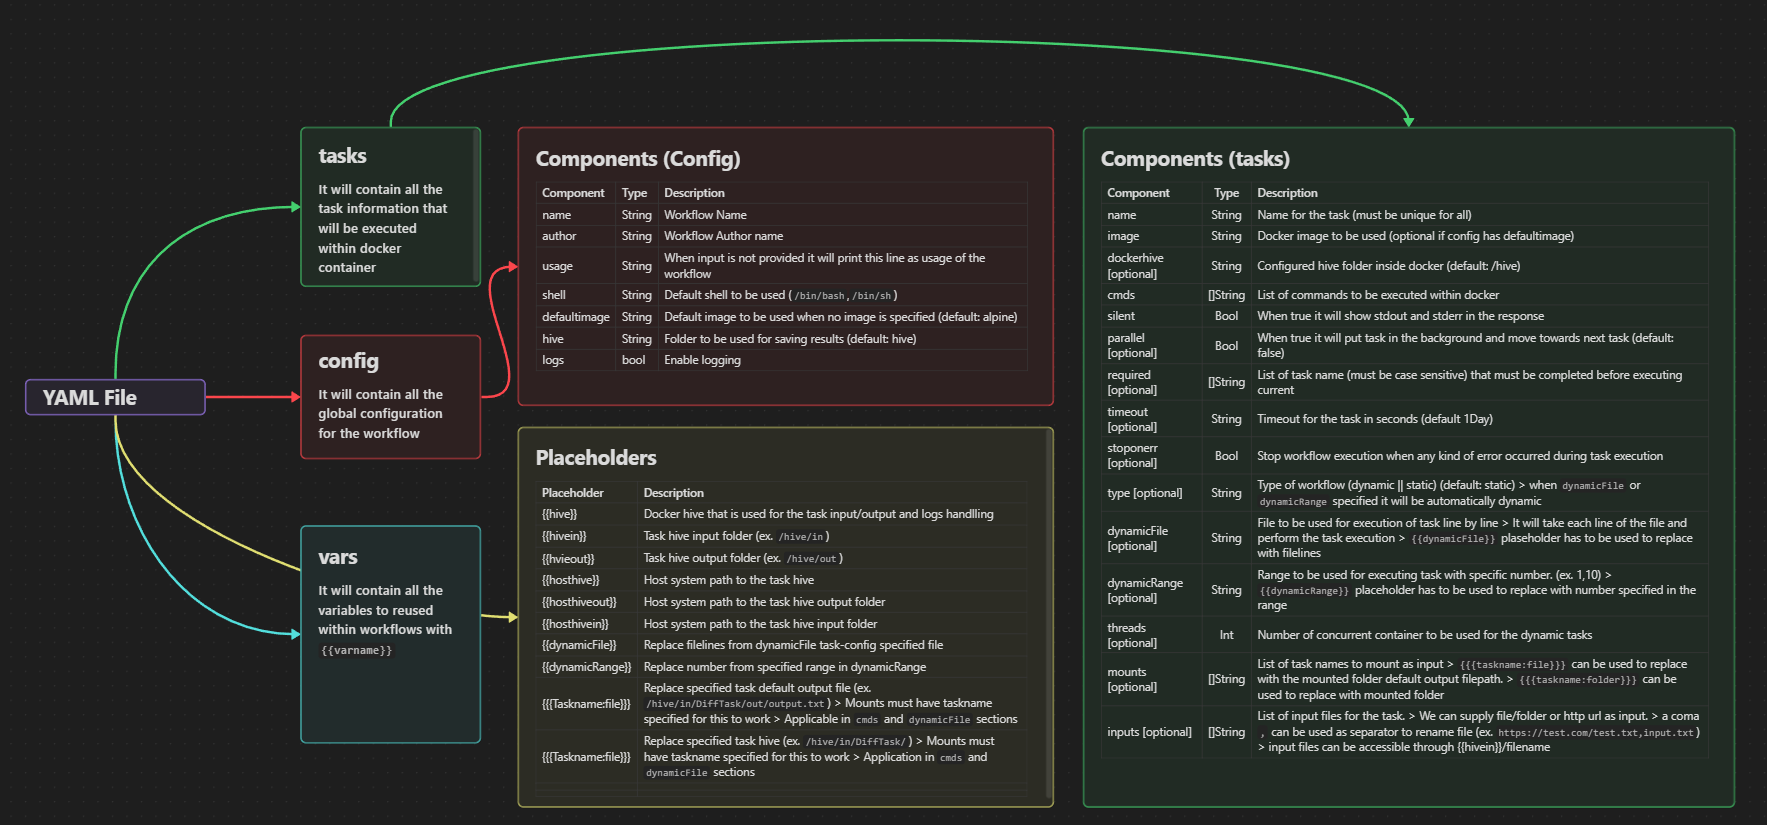 YAML File
tasks
It will contain all the
task information that
will be executed
within docker
container
config
It will contain all the
global configuration
for the workflow
vars
It will contain all the
variables to reused
within workflows with
{{varname}}
Components (Config)
Component Type Description
name String Workflow Name
author String Workflow Author name
usage String When input is not provided it will print this line as usage of the
workflow
shell String Default shell to be used ( /bin/bash,/bin/sh )
defaultimage String Default image to be used when no image is specified (default: alpine)
hive String Folder to be used for saving results (default: hive)
logs bool Enable logging
Placeholders
Placeholder Description
{{hive}} Docker hive that is used for the task input/output and logs handlling
{{hivein}} Task hive input folder (ex. /hive/in )
{{hvieout}} Task hive output folder (ex. /hive/out )
{{hosthive}} Host system path to the task hive
{{hosthiveout}} Host system path to the task hive output folder
{{hosthivein}} Host system path to the task hive input folder
{{dynamicFile}} Replace filelines from dynamicFile task-config specified file
{{dynamicRange}} Replace number from specified range in dynamicRange
{{{Taskname:file}}} Replace specified task default output file (ex.
/hive/in/DiffTask/out/output.txt ) > Mounts must have taskname
specified for this to work > Applicable in cmds and dynamicFile sections
{{{Taskname:file}}} Replace specified task hive (ex. /hive/in/DiffTask/ ) > Mounts must
have taskname specified for this to work > Application in cmds and
dynamicFile sections
Components (tasks)
Component Type Description
name String Name for the task (must be unique for all)
image String Docker image to be used (optional if config has defaultimage)
dockerhive
[optional] String Configured hive folder inside docker (default: /hive)
cmds []String List of commands to be executed within docker
silent Bool When true it will show stdout and stderr in the response
parallel
[optional] Bool When true it will put task in the background and move towards next task (default:
false)
required
[optional] []String List of task name (must be case sensitive) that must be completed before executing
current
timeout
[optional] String Timeout for the task in seconds (default 1Day)
stoponerr
[optional] Bool Stop workflow execution when any kind of error occurred during task execution
type [optional] String Type of workflow (dynamic || static) (default: static) > when dynamicFile or
dynamicRange specified it will be automatically dynamic
dynamicFile
[optional] String File to be used for execution of task line by line > It will take each line of the file and
perform the task execution > {{dynamicFile}} plaseholder has to be used to replace
with filelines
dynamicRange
[optional] String Range to be used for executing task with specific number. (ex. 1,10) >
{{dynamicRange}} placeholder has to be used to replace with number specified in the
range
threads
[optional] Int Number of concurrent container to be used for the dynamic tasks
mounts
[optional] []String List of task names to mount as input > {{{taskname:file}}} can be used to replace
with the mounted folder default output filepath. > {{{taskname:folder}}} can be
used to replace with mounted folder
inputs [optional] []String List of input files for the task. > We can supply file/folder or http url as input. > a coma
, can be used as separator to rename file (ex. https://test.com/test.txt,input.txt )
> input files can be accessible through {{hivein}}/filename